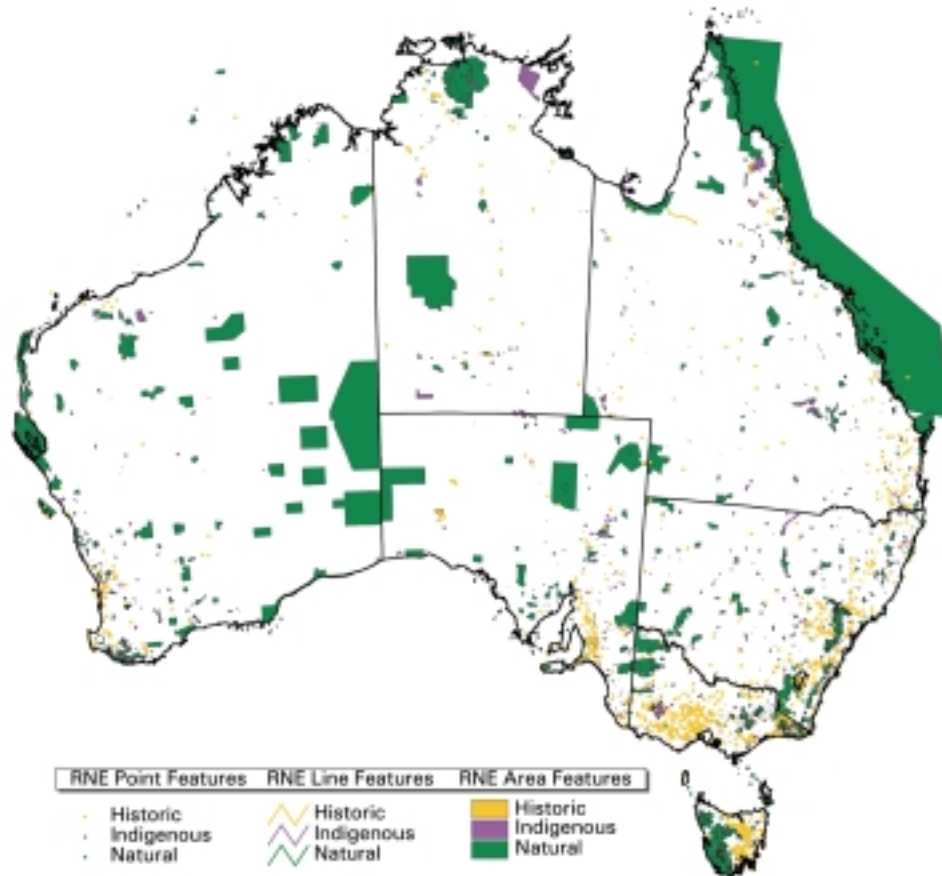 RNE Point Features RNE Line Features RNE Area Features
Historic Historic Historic
Indigenous Indigenous Indigenous
Natural Natural Natural